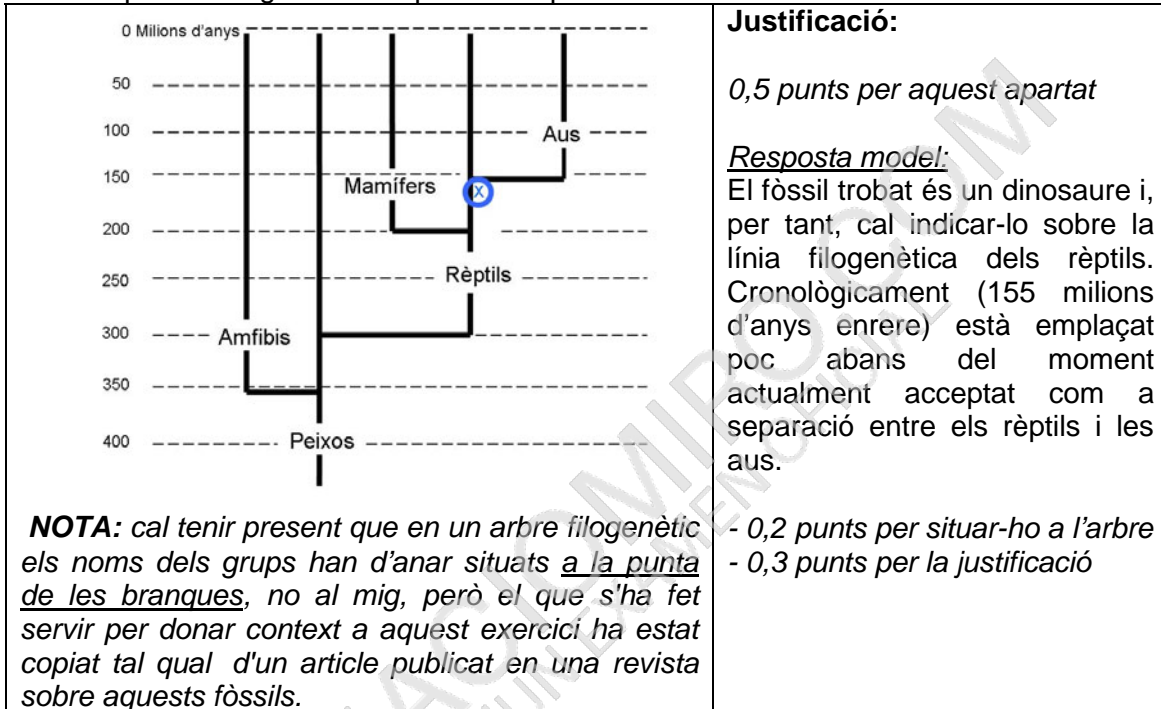 0 Milions d'anys
50
100
Aus
150
Mamífers
X
200
250
Rèptils
300
Amfibis
350
400
Peixos
NOTA: cal tenir present que en un arbre filogenètic
els noms dels grups han d'anar situats a la punta
de les branques, no al mig, però el que s'ha fet
servir per donar context a aquest exercici ha estat
copiat tal qual d'un article publicat en una revista
sobre aquests fòssils.
Justificació:
0,5 punts per aquest apartat
Resposta model:
El fòssil trobat és un dinosaure i,
per tant, cal indicar-lo sobre la
línia filogenètica dels rèptils.
Cronològicament (155 milions
d'anys enrere) està emplaçat
poc abans del moment
actualment acceptat com a
separació entre els rèptils i les
aus.
- 0,2 punts per situar-ho a l'arbre
- 0,3 punts per la justificació